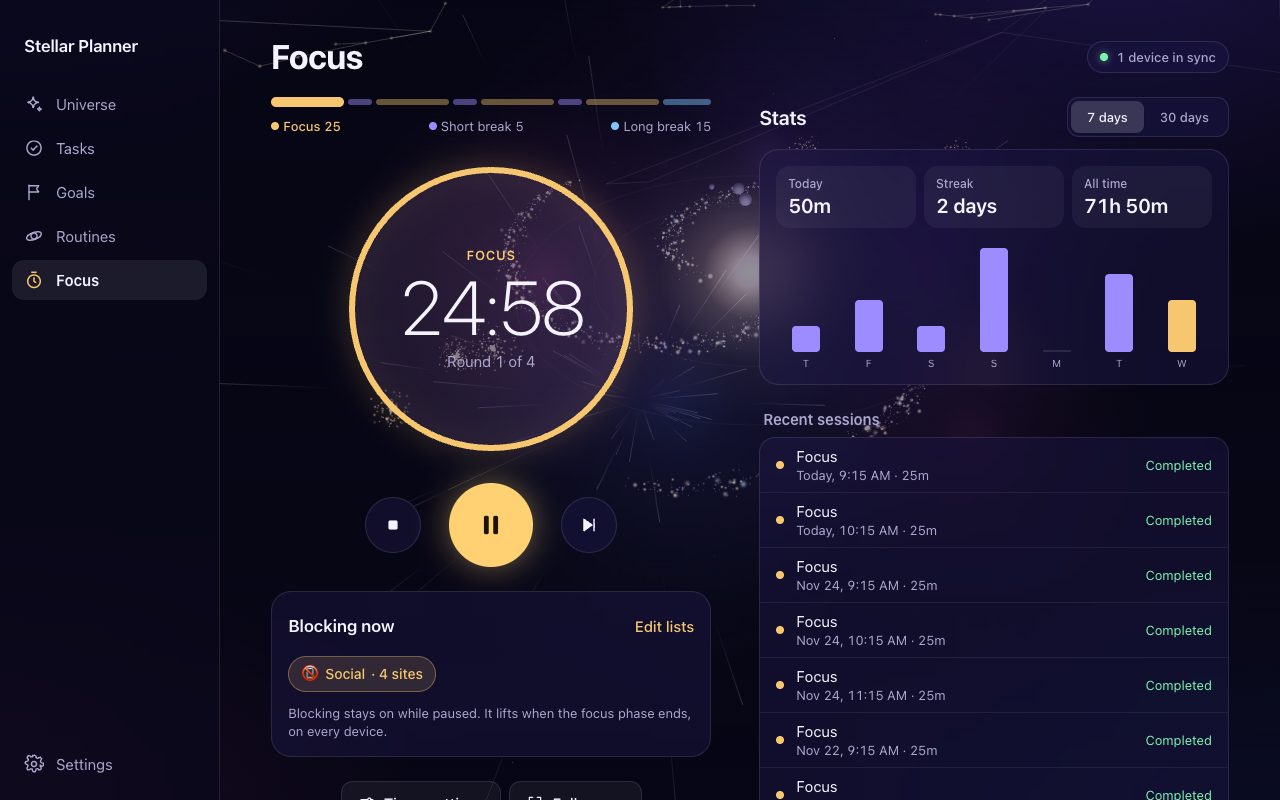 Stellar Planner
Universe
Tasks
Goals
Routines
Focus
Settings
Focus
1 device in sync
Focus 25
Short break 5
Long break 15
FOCUS
24:58
Round 1 of 4
Blocking now
Edit lists
Social · 4 sites
Blocking stays on while paused. It lifts when the focus phase ends,
on every device.
Stats
7 days
30 days
Today
50m
Streak
2 days
All time
71h 50m
T F S S M T W
Recent sessions
Focus
Today, 9:15 AM · 25m
Completed
Focus
Today, 10:15 AM · 25m
Completed
Focus
Nov 24, 9:15 AM · 25m
Completed
Focus
Nov 24, 10:15 AM · 25m
Completed
Focus
Nov 24, 11:15 AM · 25m
Completed
Focus
Nov 22, 9:15 AM · 25m
Completed
Focus
Completed